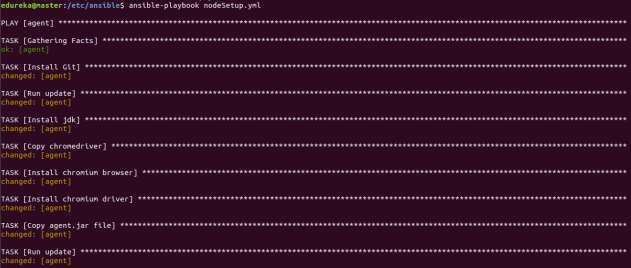 edureka@master:/etc/ansible$ ansible-playbook nodeSetup.yml
PLAY [agent] ****************************************************************************************************************************************
TASK [Gathering Facts] ******************************************************************************************************************************
ok: [agent]
TASK [Install Git] **********************************************************************************************************************************
changed: [agent]
TASK [Run update] ***********************************************************************************************************************************
changed: [agent]
TASK [Install jdk] **********************************************************************************************************************************
changed: [agent]
TASK [Copy chromedriver] ****************************************************************************************************************************
changed: [agent]
TASK [Install chromium browser] *********************************************************************************************************************
changed: [agent]
TASK [Install chromium driver] **********************************************************************************************************************
changed: [agent]
TASK [Copy agent.jar file] **************************************************************************************************************************
changed: [agent]
TASK [Run update] ***********************************************************************************************************************************
changed: [agent]